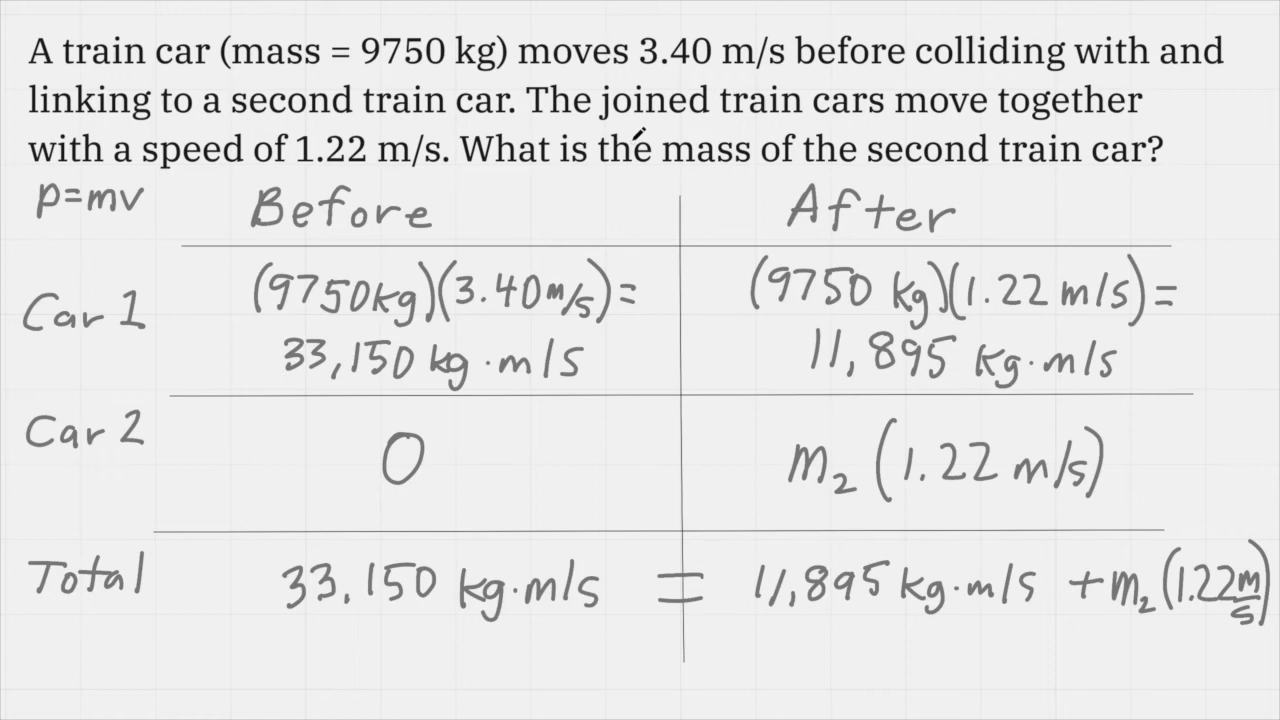 A train car (mass = 9750 kg) moves 3.40 m/s before colliding with and
linking to a second train car. The joined train cars move together
with a speed of 1.22 m/s. What is the mass of the second train car?
p=mv Before After
Car 1 (9750kg)(3.40m/s)= (9750 kg)(1.22 m/s)=
33,150 kg·m/s 11,895 kg·m/s
Car 2 0 m₂ (1.22 m/s)
Total 33,150 kg·m/s = 11,895 kg·m/s + m₂ (1.22 m/s)